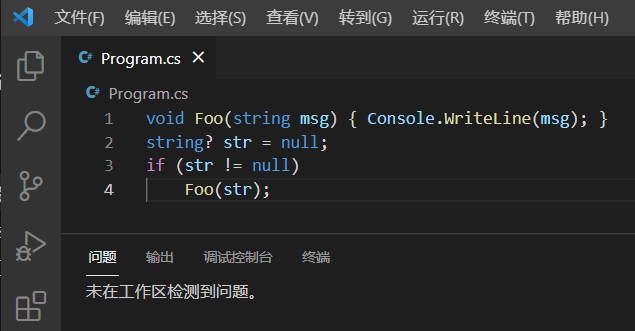 文件(F) 编辑(E) 选择(S) 查看(V) 转到(G) 运行(R) 终端(T) 帮助(H)
C# Program.cs ×
C# Program.cs
1 void Foo(string msg) { Console.WriteLine(msg); }
2 string? str = null;
3 if (str != null)
4     Foo(str);
问题 输出 调试控制台 终端
未在工作区检测到问题。